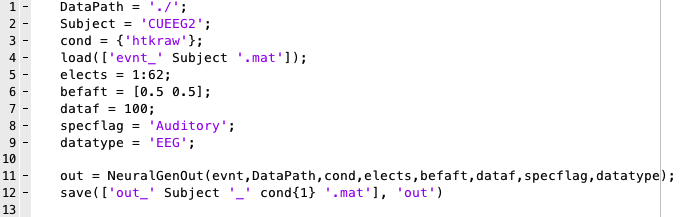 1 - DataPath = './';
2 - Subject = 'CUEEG2';
3 - cond = {'htkraw'};
4 - load(['evnt_' Subject '.mat']);
5 - elects = 1:62;
6 - befaft = [0.5 0.5];
7 - dataf = 100;
8 - specflag = 'Auditory';
9 - datatype = 'EEG';
10
11 - out = NeuralGenOut(evnt,DataPath,cond,elects,befaft,dataf,specflag,datatype);
12 - save(['out_' Subject '_' cond{1} '.mat'], 'out')
13